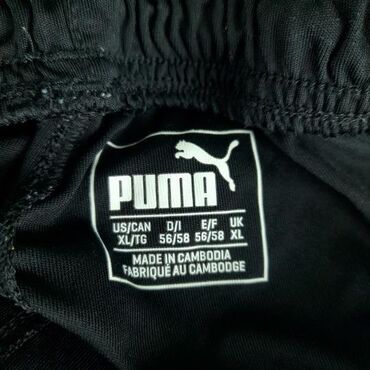 PUMA
US/CAN D/I E/F UK
XL/TG 56/58 56/58 XL
MADE IN CAMBODIA
FABRIQUÉ AU CAMBODGE